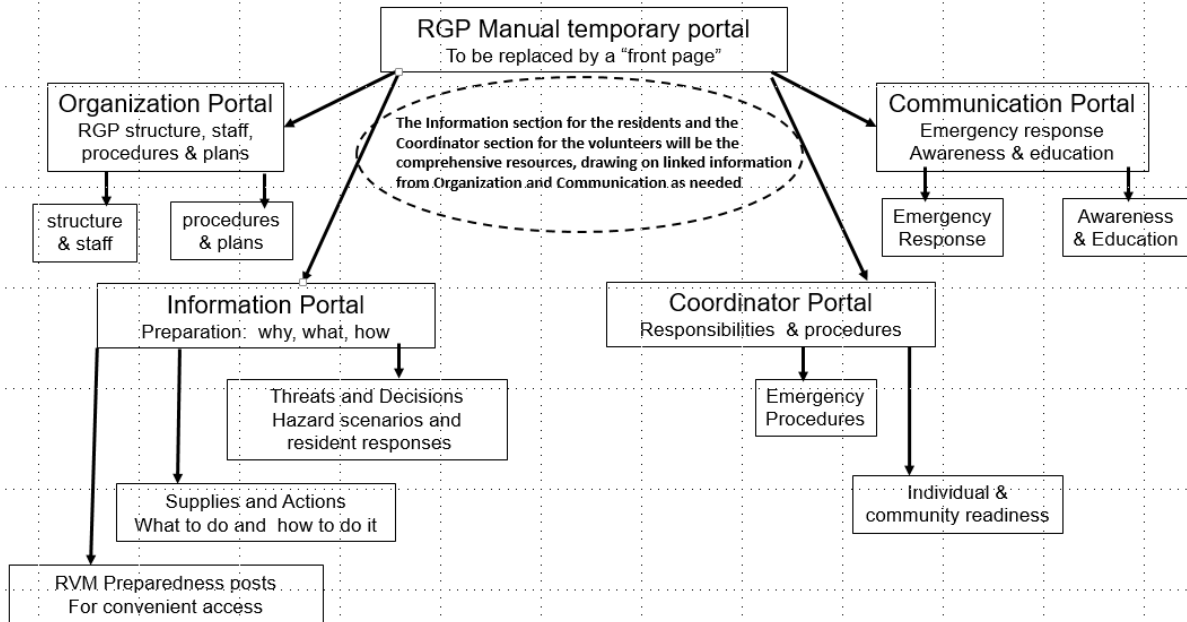 RGP Manual temporary portal
To be replaced by a “front page”
Organization Portal
RGP structure, staff,
procedures & plans
The Information section for the residents and the
Coordinator section for the volunteers will be the
comprehensive resources, drawing on linked information
from Organization and Communication as needed
Communication Portal
Emergency response
Awareness & education
structure
& staff
procedures
& plans
Emergency
Response
Awareness
& Education
Information Portal
Preparation: why, what, how
Coordinator Portal
Responsibilities & procedures
Threats and Decisions
Hazard scenarios and
resident responses
Emergency
Procedures
Supplies and Actions
What to do and how to do it
Individual &
community readiness
RVM Preparedness posts
For convenient access